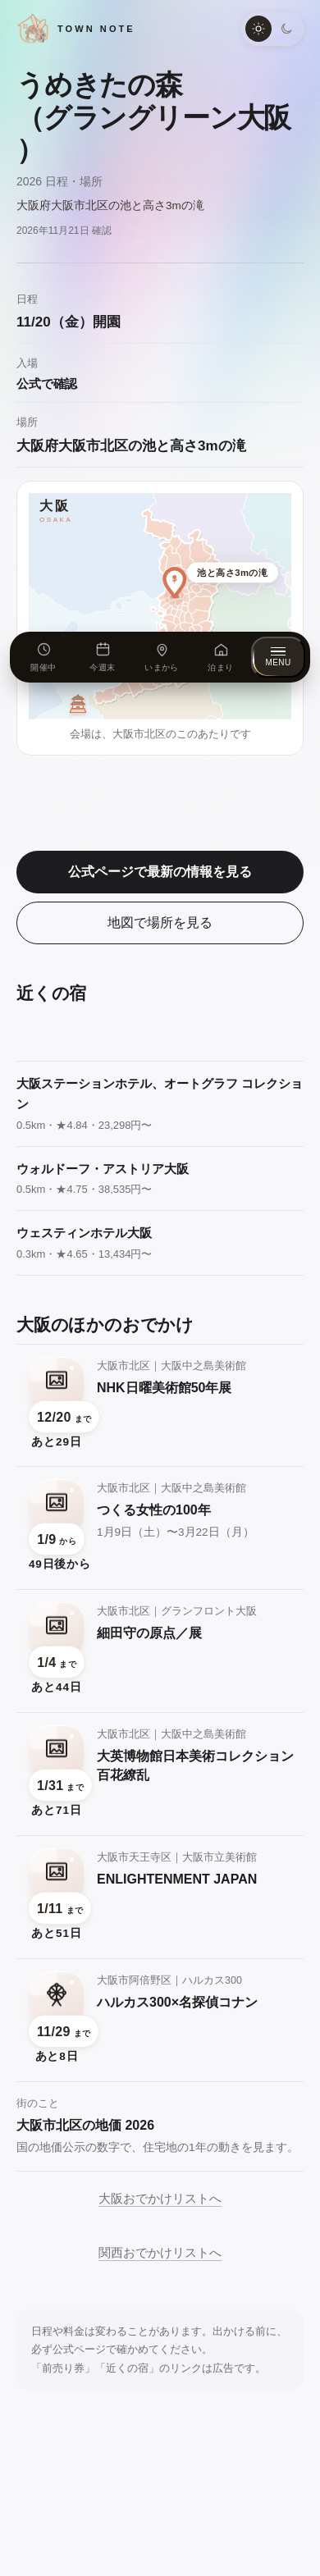 TOWN NOTE
うめきたの森
（グラングリーン大阪
）
2026 日程・場所
大阪府大阪市北区の池と高さ3mの滝
2026年11月21日 確認
日程
11/20（金）開園
入場
公式で確認
場所
大阪府大阪市北区の池と高さ3mの滝
大阪
OSAKA
池と高さ3mの滝
開催中
今週末
いまから
泊まり
MENU
会場は、大阪市北区のこのあたりです
公式ページで最新の情報を見る
地図で場所を見る
近くの宿
大阪ステーションホテル、オートグラフ コレクショ
ン
0.5km・★4.84・23,298円〜
ウォルドーフ・アストリア大阪
0.5km・★4.75・38,535円〜
ウェスティンホテル大阪
0.3km・★4.65・13,434円〜
大阪のほかのおでかけ
大阪市北区｜大阪中之島美術館
NHK日曜美術館50年展
12/20 まで
あと29日
大阪市北区｜大阪中之島美術館
つくる女性の100年
1月9日（土）〜3月22日（月）
1/9 から
49日後から
大阪市北区｜グランフロント大阪
細田守の原点／展
1/4 まで
あと44日
大阪市北区｜大阪中之島美術館
大英博物館日本美術コレクション
百花繚乱
1/31 まで
あと71日
大阪市天王寺区｜大阪市立美術館
ENLIGHTENMENT JAPAN
1/11 まで
あと51日
大阪市阿倍野区｜ハルカス300
ハルカス300×名探偵コナン
11/29 まで
あと8日
街のこと
大阪市北区の地価 2026
国の地価公示の数字で、住宅地の1年の動きを見ます。
大阪おでかけリストへ
関西おでかけリストへ
日程や料金は変わることがあります。出かける前に、
必ず公式ページで確かめてください。
「前売り券」「近くの宿」のリンクは広告です。